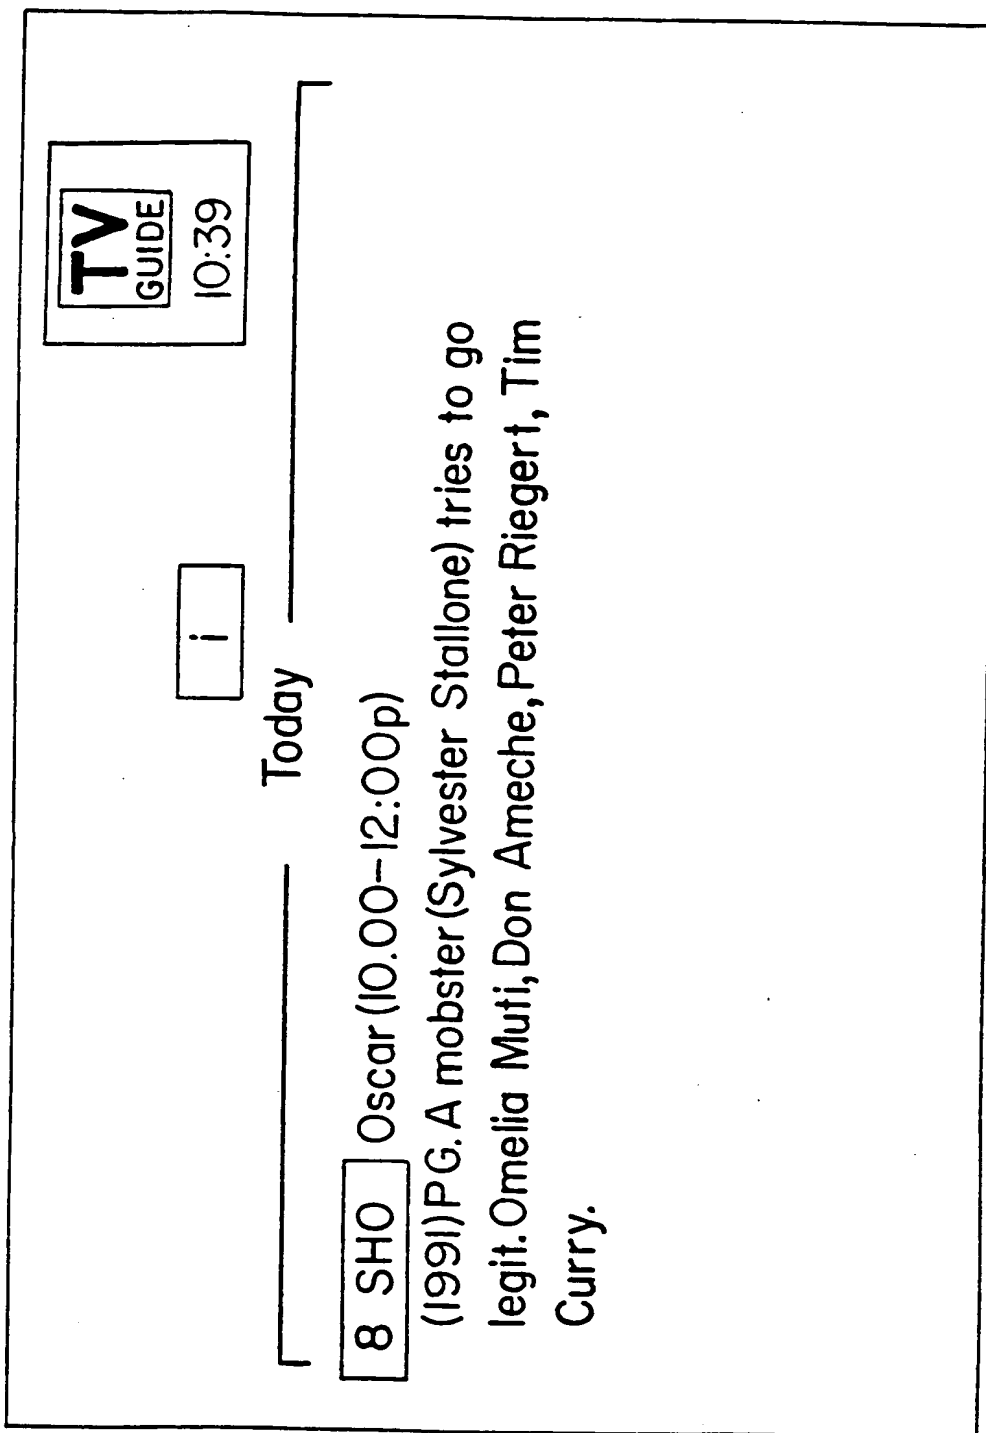 TV
GUIDE
10:39
i
Today
8 SHO Oscar (10.00-12:00p)
(1991) PG. A mobster (Sylvester Stallone) tries to go
legit. Omelia Muti, Don Ameche, Peter Riegert, Tim
Curry.